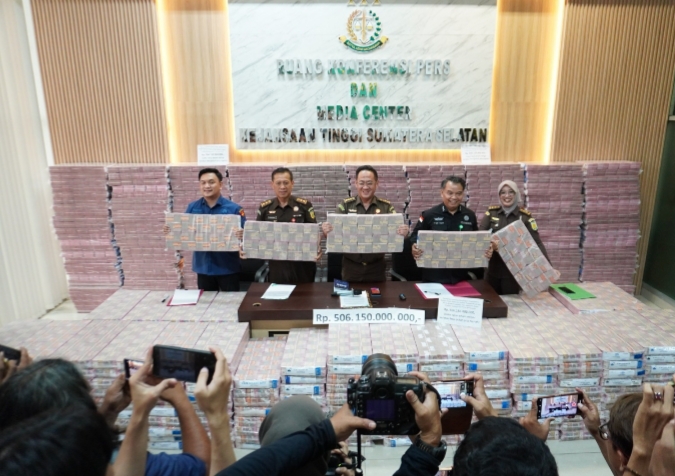 RUANG KONFERENSI PERS
DAN
MEDIA CENTER
KEJAKSAAN TINGGI SUMATERA SELATAN
Rp. 506.150.000.000,-